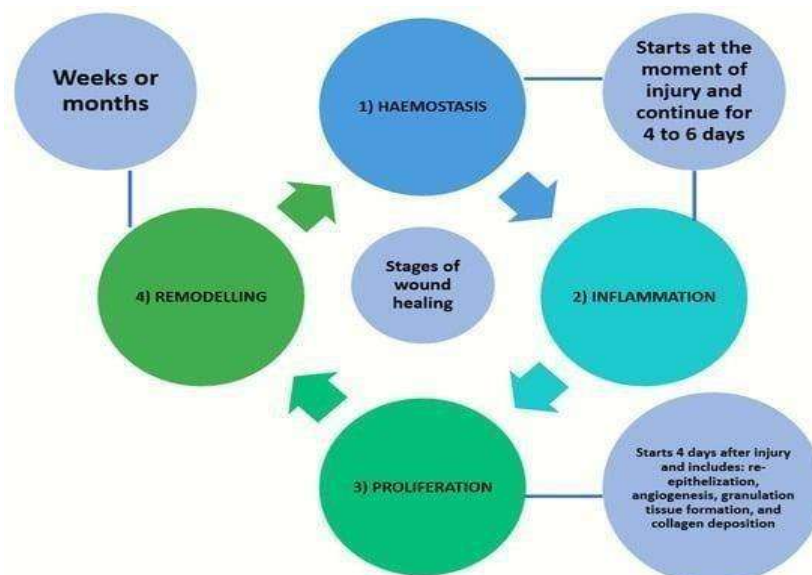 Weeks or
months
1) HAEMOSTASIS
Starts at the
moment of
injury and
continue for
4 to 6 days
4) REMODELLING
Stages of
wound
healing
2) INFLAMMATION
3) PROLIFERATION
Starts 4 days after injury
and includes: re-
epithelization,
angiogenesis, granulation
tissue formation, and
collagen deposition